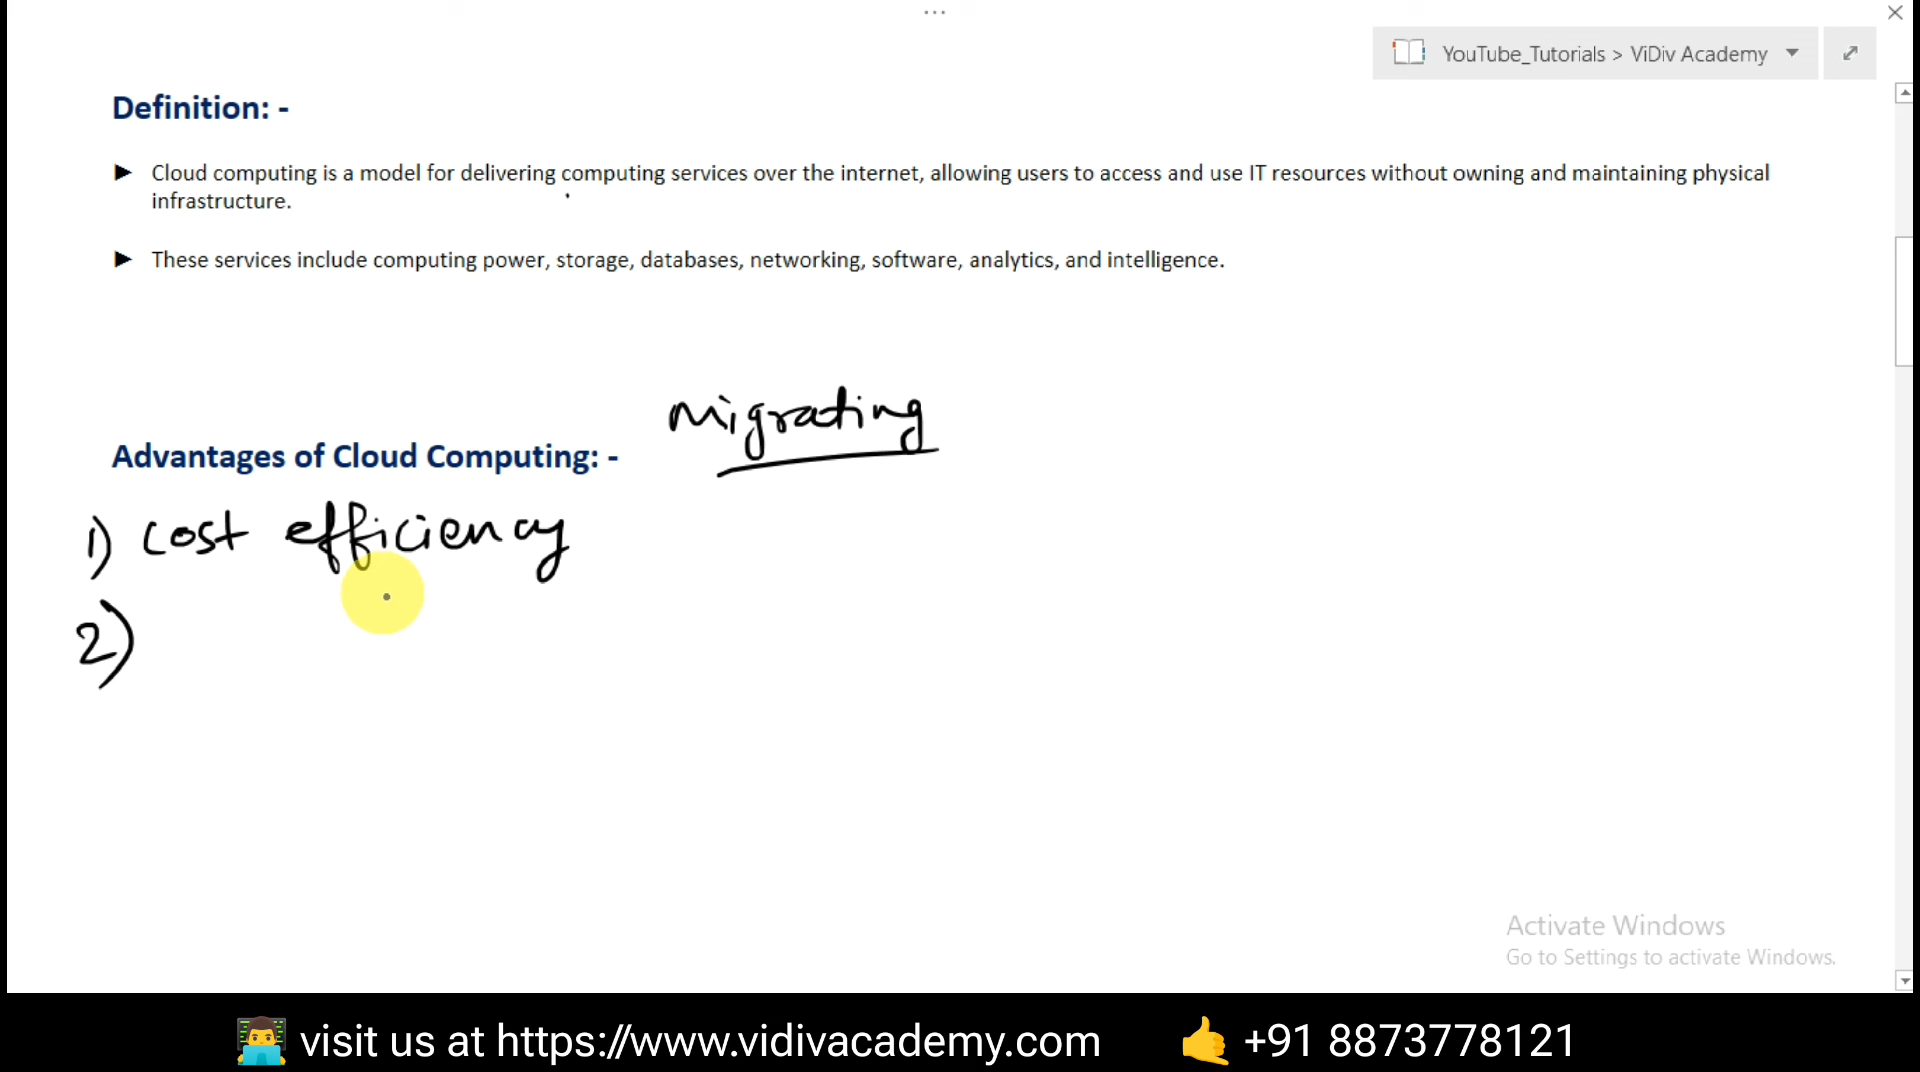 ...
YouTube_Tutorials > ViDiv Academy
Definition: -
► Cloud computing is a model for delivering computing services over the internet, allowing users to access and use IT resources without owning and maintaining physical
infrastructure.
► These services include computing power, storage, databases, networking, software, analytics, and intelligence.
Migrating
Advantages of Cloud Computing: -
1) cost efficiency
2)
Activate Windows
Go to Settings to activate Windows.
visit us at https://www.vidivacademy.com +91 8873778121